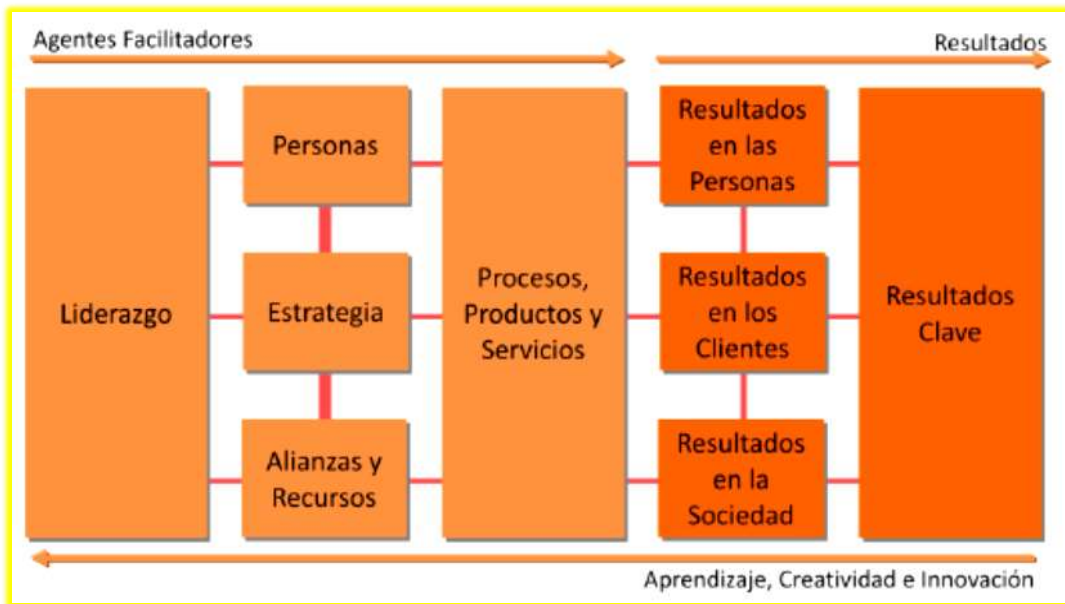 Agentes Facilitadores
Resultados
Liderazgo
Personas
Estrategia
Alianzas y
Recursos
Procesos,
Productos y
Servicios
Resultados
en las
Personas
Resultados
en los
Clientes
Resultados
en la
Sociedad
Resultados
Clave
Aprendizaje, Creatividad e Innovación